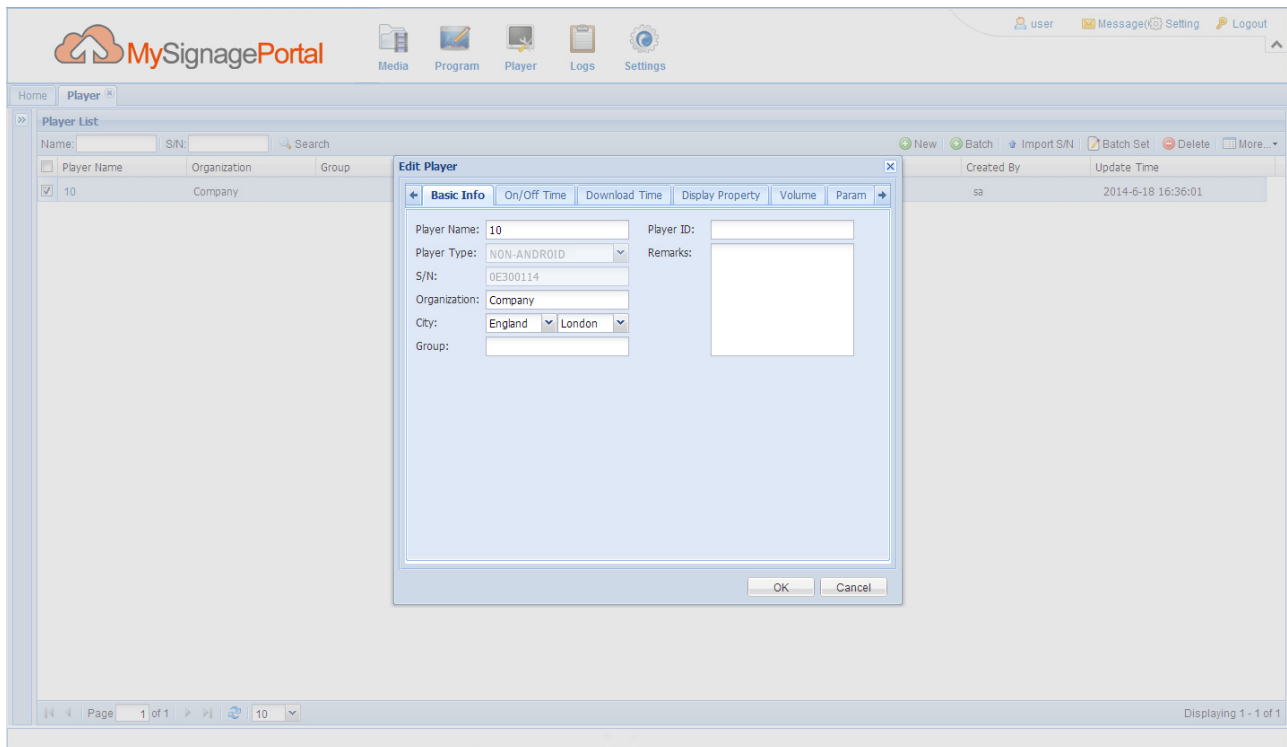 MySignagePortal
Media Program Player Logs Settings
user Message( Setting Logout
Home Player
Player List
Name: S/N: Search New Batch Import S/N Batch Set Delete More...
Player Name Organization Group Created By Update Time
10 Company sa 2014-6-18 16:36:01
Edit Player
Basic Info On/Off Time Download Time Display Property Volume Param
Player Name: 10 Player ID:
Player Type: NON-ANDROID Remarks:
S/N: 0E300114
Organization: Company
City: England London
Group:
OK Cancel
Page 1 of 1 10 Displaying 1 - 1 of 1